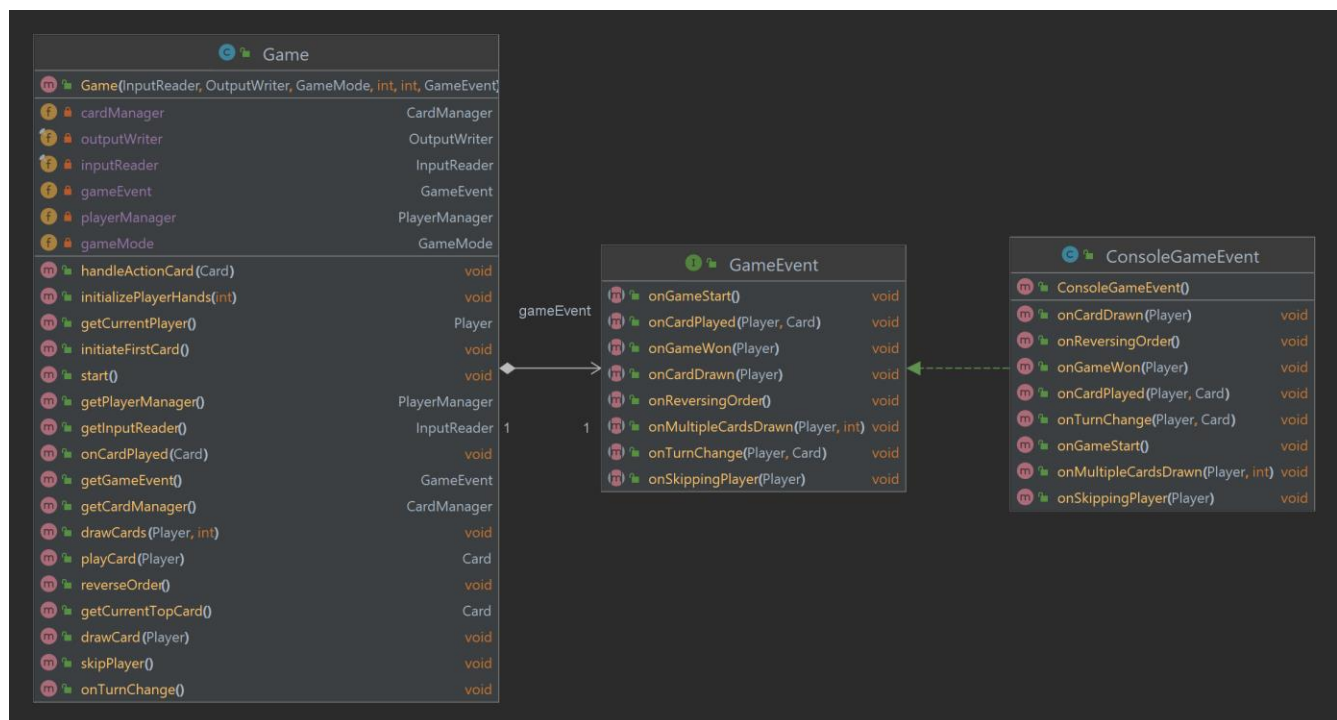 Game
Game(InputReader, OutputWriter, GameMode, int, int, GameEvent)
cardManager CardManager
outputWriter OutputWriter
inputReader InputReader
gameEvent GameEvent
playerManager PlayerManager
gameMode GameMode
handleActionCard(Card) void
initializePlayerHands(int) void
getCurrentPlayer() Player
initiateFirstCard() void
start() void
getPlayerManager() PlayerManager
getInputReader() InputReader
onCardPlayed(Card) void
getGameEvent() GameEvent
getCardManager() CardManager
drawCards(Player, int) void
playCard(Player) Card
reverseOrder() void
getCurrentTopCard() Card
drawCard(Player) void
skipPlayer() void
onTurnChange() void
gameEvent
1 1
GameEvent
onGameStart() void
onCardPlayed(Player, Card) void
onGameWon(Player) void
onCardDrawn(Player) void
onReversingOrder() void
onMultipleCardsDrawn(Player, int) void
onTurnChange(Player, Card) void
onSkippingPlayer(Player) void
ConsoleGameEvent
ConsoleGameEvent()
onCardDrawn(Player) void
onReversingOrder() void
onGameWon(Player) void
onCardPlayed(Player, Card) void
onTurnChange(Player, Card) void
onGameStart() void
onMultipleCardsDrawn(Player, int) void
onSkippingPlayer(Player) void